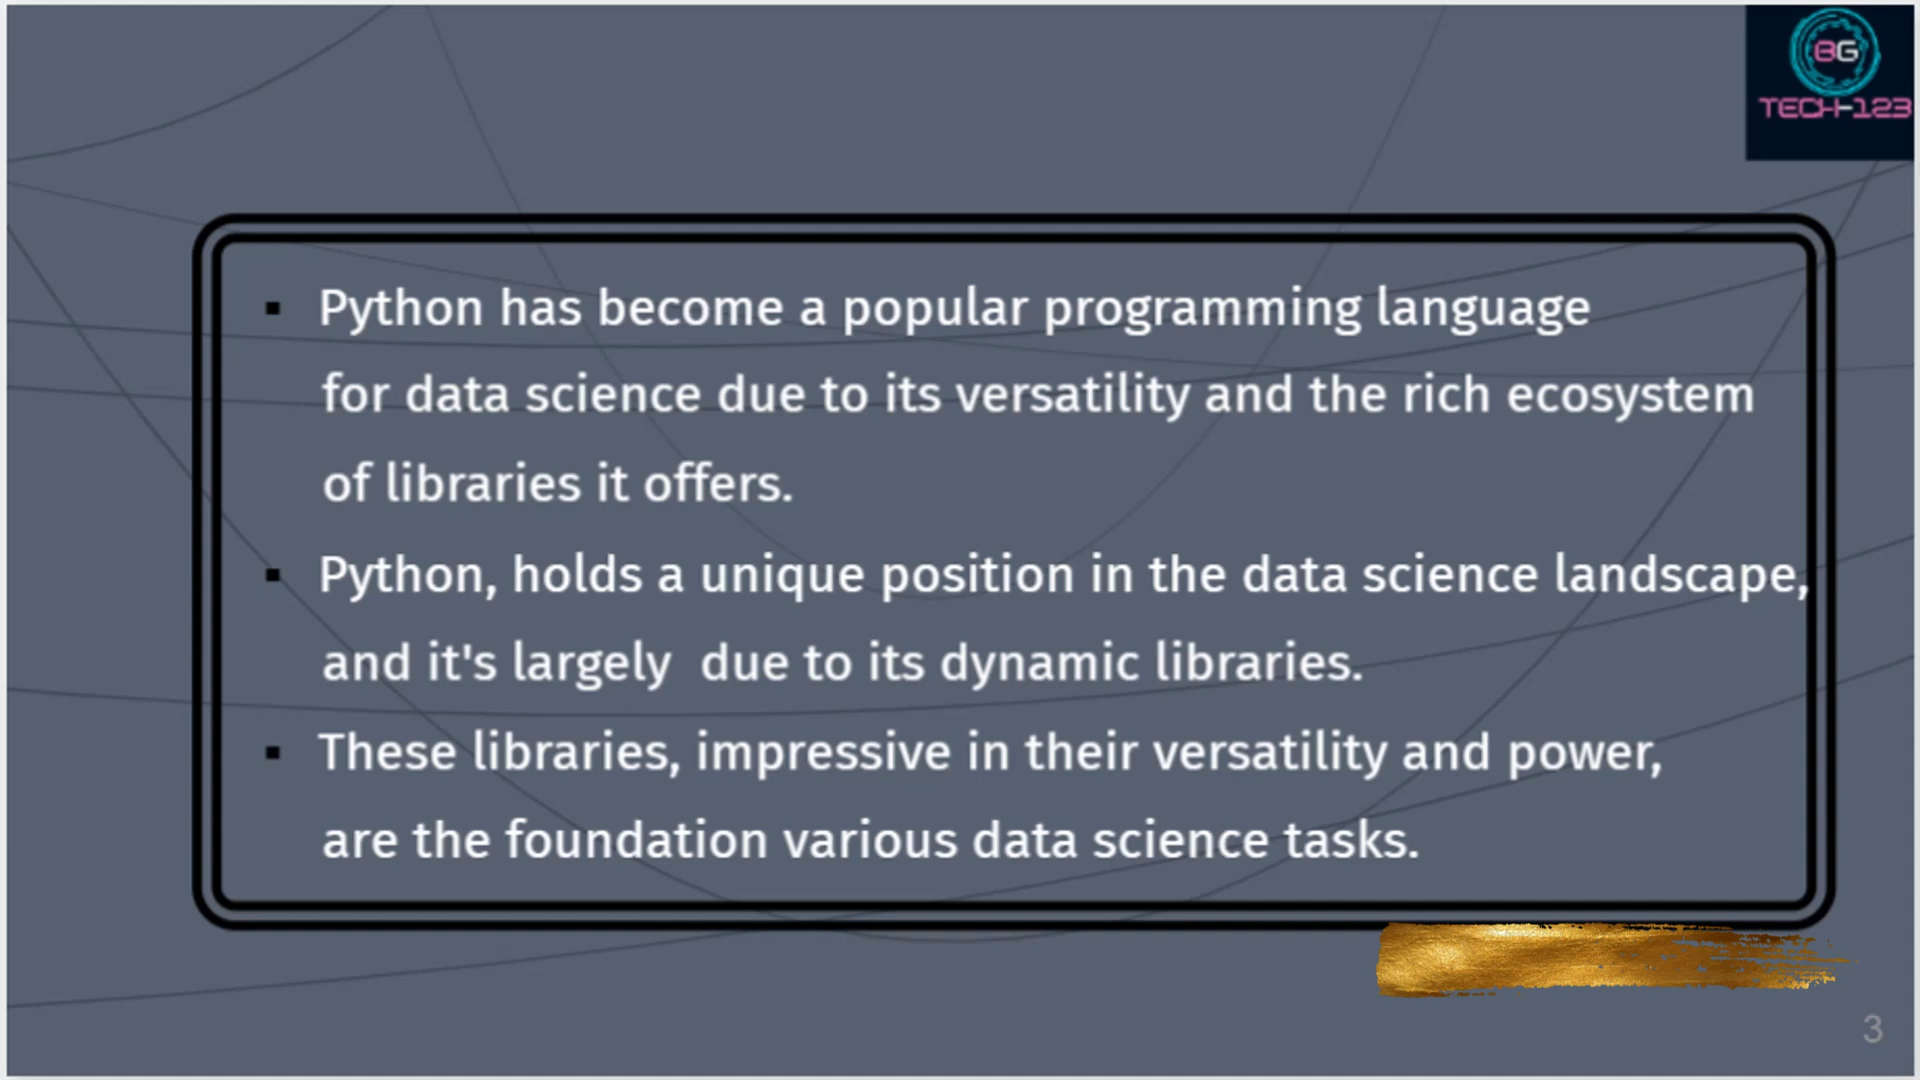 BG
TECH-123
▪ Python has become a popular programming language
for data science due to its versatility and the rich ecosystem
of libraries it offers.
▪ Python, holds a unique position in the data science landscape,
and it's largely  due to its dynamic libraries.
▪ These libraries, impressive in their versatility and power,
are the foundation various data science tasks.
3